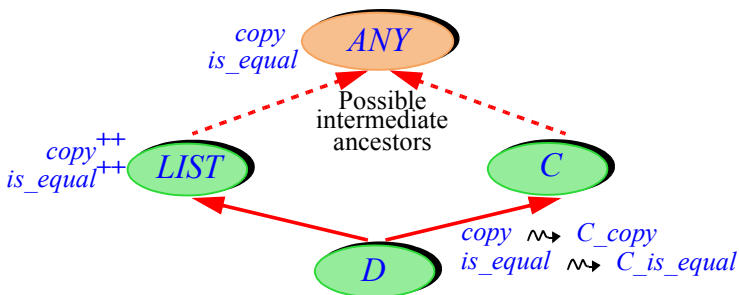 copy ANY
is_equal
Possible
intermediate
ancestors
copy++ LIST C
is_equal++
D copy C_copy
is_equal C_is_equal